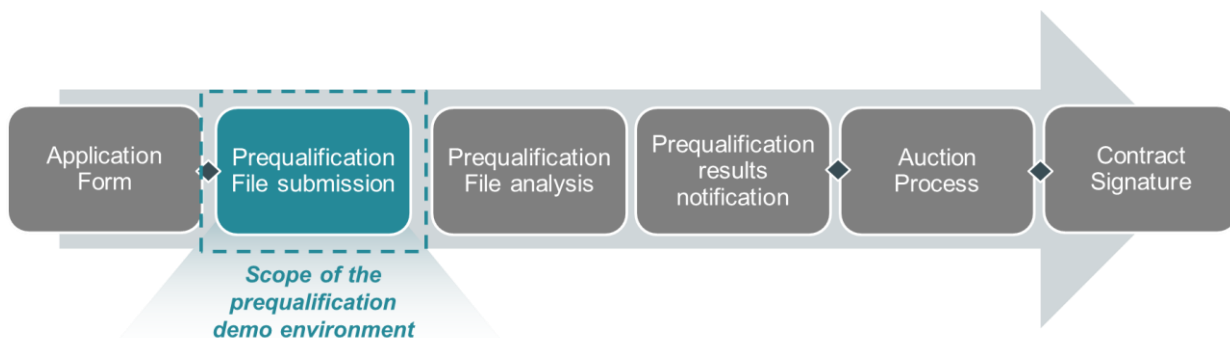 Application
Form
Prequalification
File submission
Prequalification
File analysis
Prequalification
results
notification
Auction
Process
Contract
Signature
Scope of the
prequalification
demo environment